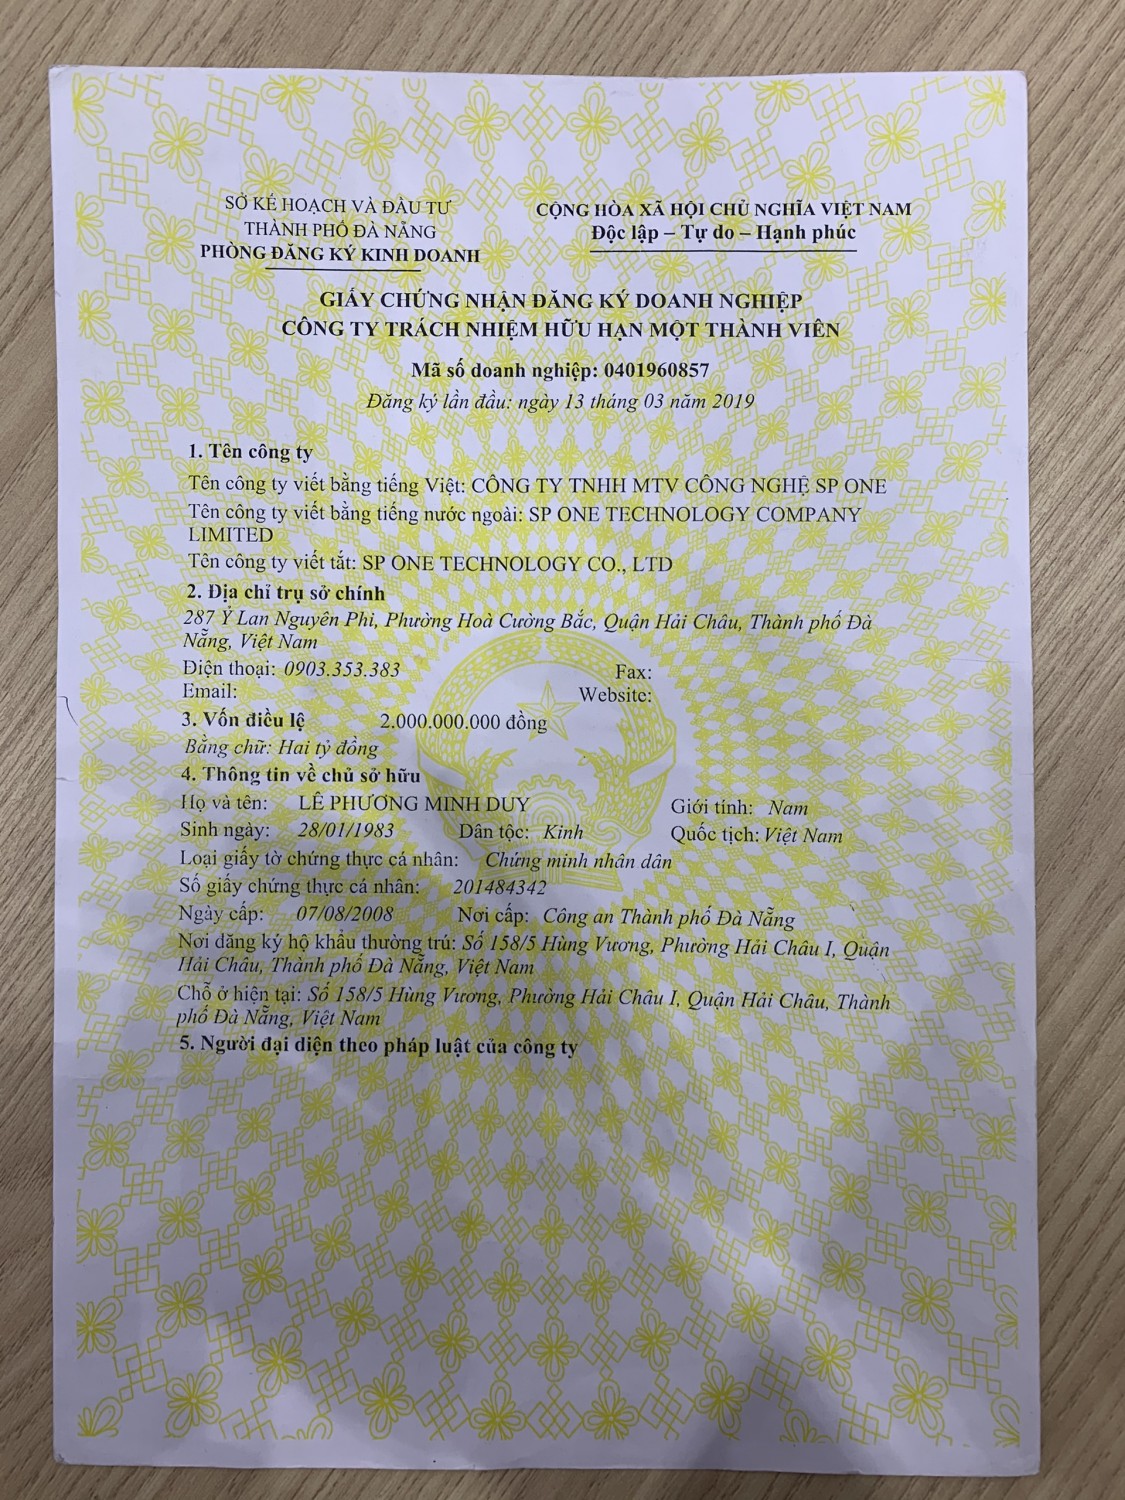 SỞ KẾ HOẠCH VÀ ĐẦU TƯ
THÀNH PHỐ ĐÀ NẴNG
PHÒNG ĐĂNG KÝ KINH DOANH
CỘNG HÒA XÃ HỘI CHỦ NGHĨA VIỆT NAM
Độc lập – Tự do – Hạnh phúc
GIẤY CHỨNG NHẬN ĐĂNG KÝ DOANH NGHIỆP
CÔNG TY TRÁCH NHIỆM HỮU HẠN MỘT THÀNH VIÊN
Mã số doanh nghiệp: 0401960857
Đăng ký lần đầu: ngày 13 tháng 03 năm 2019
1. Tên công ty
Tên công ty viết bằng tiếng Việt: CÔNG TY TNHH MTV CÔNG NGHỆ SP ONE
Tên công ty viết bằng tiếng nước ngoài: SP ONE TECHNOLOGY COMPANY
LIMITED
Tên công ty viết tắt: SP ONE TECHNOLOGY CO., LTD
2. Địa chỉ trụ sở chính
287 Ỷ Lan Nguyên Phi, Phường Hoà Cường Bắc, Quận Hải Châu, Thành phố Đà
Nẵng, Việt Nam
Điện thoại: 0903.353.383 Fax:
Email: Website:
3. Vốn điều lệ 2.000.000.000 đồng
Bằng chữ: Hai tỷ đồng
4. Thông tin về chủ sở hữu
Họ và tên: LÊ PHƯƠNG MINH DUY Giới tính: Nam
Sinh ngày: 28/01/1983 Dân tộc: Kinh Quốc tịch: Việt Nam
Loại giấy tờ chứng thực cá nhân: Chứng minh nhân dân
Số giấy chứng thực cá nhân: 201484342
Ngày cấp: 07/08/2008 Nơi cấp: Công an Thành phố Đà Nẵng
Nơi đăng ký hộ khẩu thường trú: Số 158/5 Hùng Vương, Phường Hải Châu I, Quận
Hải Châu, Thành phố Đà Nẵng, Việt Nam
Chỗ ở hiện tại: Số 158/5 Hùng Vương, Phường Hải Châu I, Quận Hải Châu, Thành
phố Đà Nẵng, Việt Nam
5. Người đại diện theo pháp luật của công ty